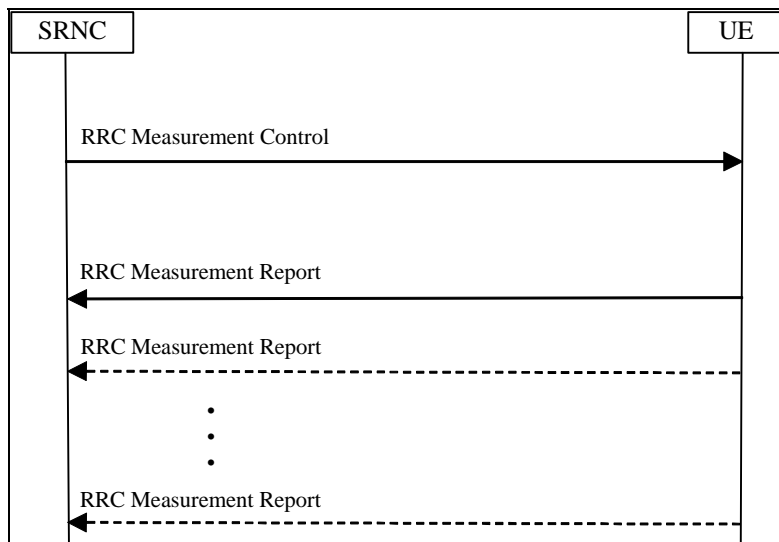 SRNC
UE
RRC Measurement Control
RRC Measurement Report
RRC Measurement Report
RRC Measurement Report